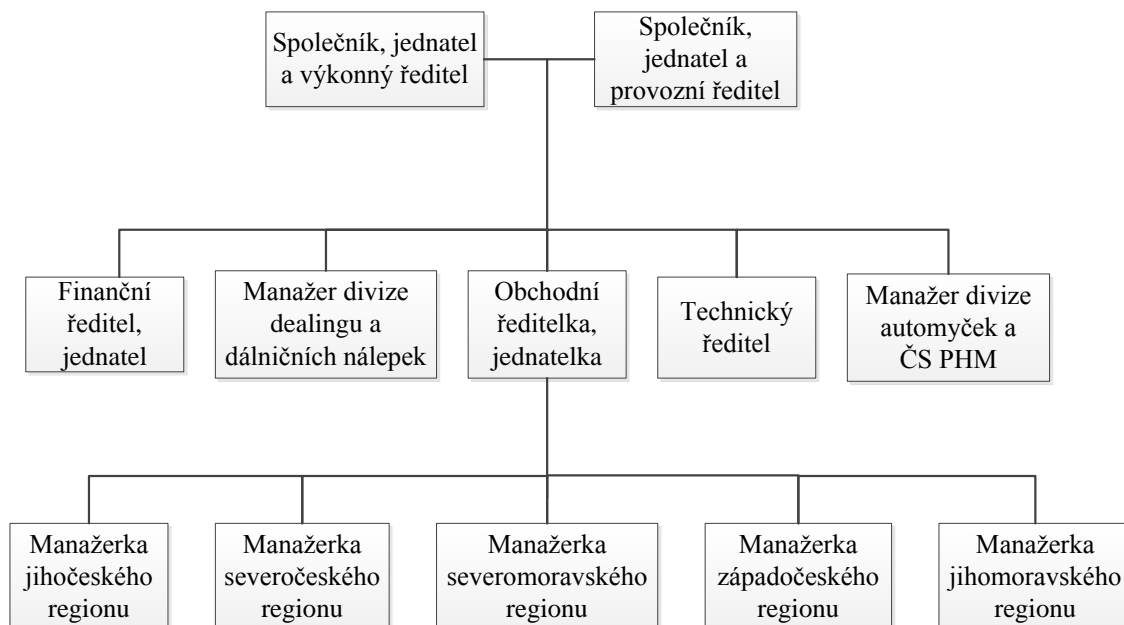 Společník, jednatel
a výkonný ředitel
Společník,
jednatel a
provozní ředitel
Finanční
ředitel,
jednatel
Manažer divize
dealingu a
dálničních nálepek
Obchodní
ředitelka,
jednatelka
Technický
ředitel
Manažer divize
automyček a
ČS PHM
Manažerka
jihočeského
regionu
Manažerka
severočeského
regionu
Manažerka
severomoravského
regionu
Manažerka
západočeského
regionu
Manažerka
jihomoravského
regionu